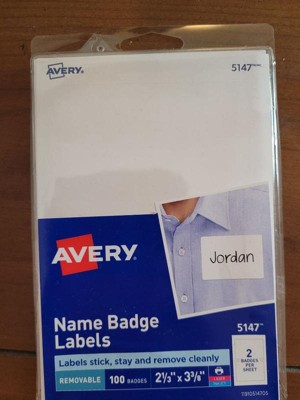 AVERY
5147
AVERY
Jordan
Name Badge
Labels
Labels stick, stay and remove cleanly
REMOVABLE
100 BADGES
2⅓" x 3⅜"
5147
2
BADGES
PER
SHEET